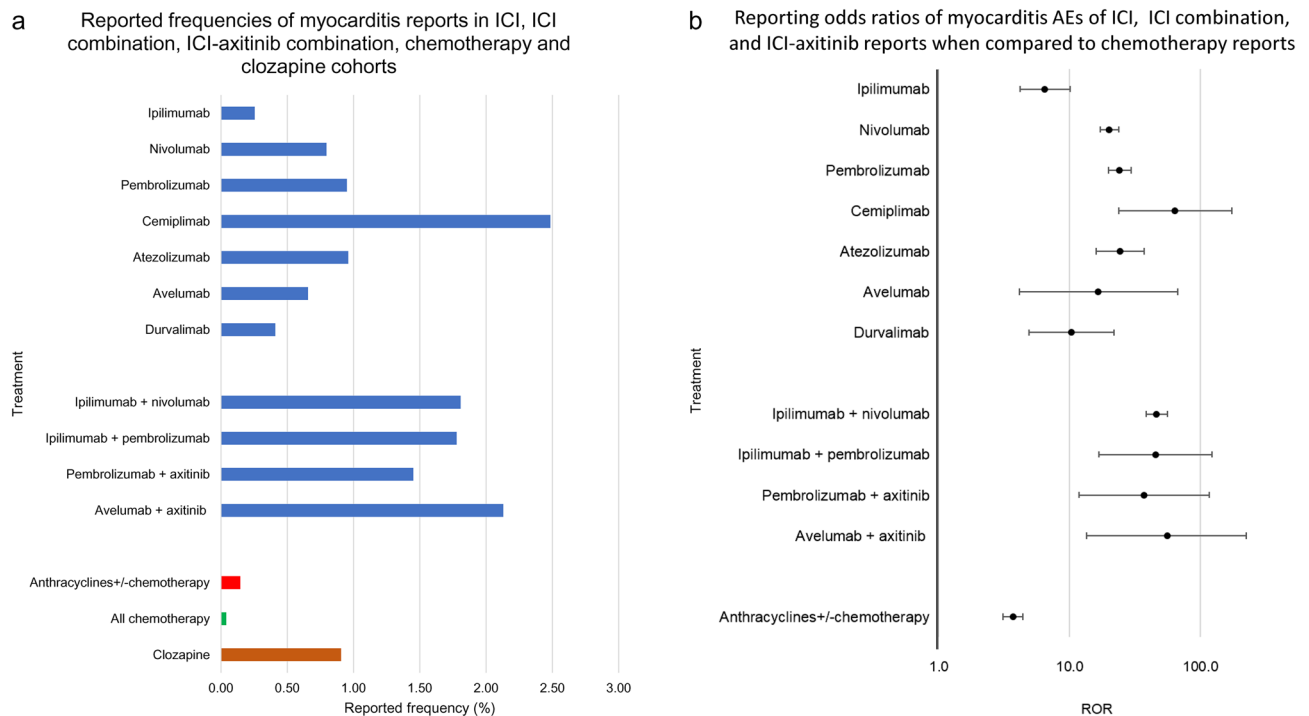 a
Reported frequencies of myocarditis reports in ICI, ICI
combination, ICI-axitinib combination, chemotherapy and
clozapine cohorts
Treatment
Ipilimumab
Nivolumab
Pembrolizumab
Cemiplimab
Atezolizumab
Avelumab
Durvalimab
Ipilimumab + nivolumab
Ipilimumab + pembrolizumab
Pembrolizumab + axitinib
Avelumab + axitinib
Anthracyclines+/-chemotherapy
All chemotherapy
Clozapine
0.00 0.50 1.00 1.50 2.00 2.50 3.00
Reported frequency (%)
b
Reporting odds ratios of myocarditis AEs of ICI, ICI combination,
and ICI-axitinib reports when compared to chemotherapy reports
Treatment
Ipilimumab
Nivolumab
Pembrolizumab
Cemiplimab
Atezolizumab
Avelumab
Durvalimab
Ipilimumab + nivolumab
Ipilimumab + pembrolizumab
Pembrolizumab + axitinib
Avelumab + axitinib
Anthracyclines+/-chemotherapy
1.0 10.0 100.0
ROR